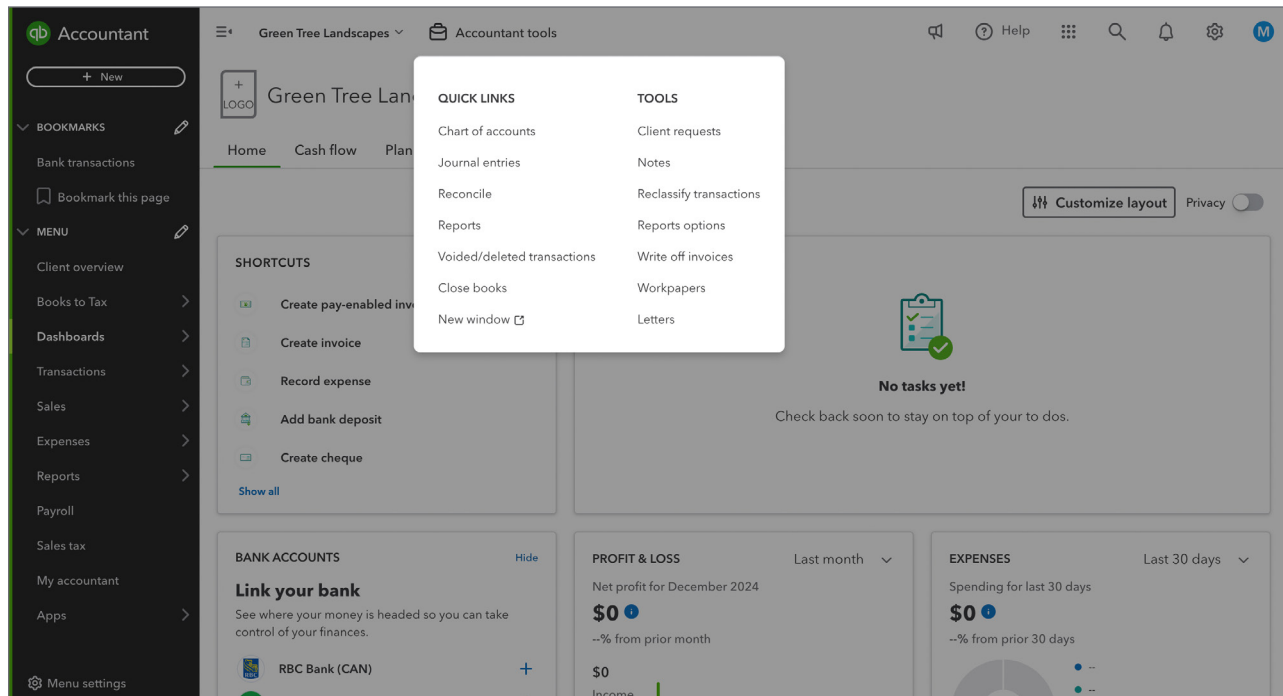 qb Accountant
Green Tree Landscapes
Accountant tools
Help
M
+ New
BOOKMARKS
Bank transactions
Bookmark this page
MENU
Client overview
Books to Tax
Dashboards
Transactions
Sales
Expenses
Reports
Payroll
Sales tax
My accountant
Apps
Menu settings
+
LOGO
Green Tree Lan
Home Cash flow Plan
QUICK LINKS
Chart of accounts
Journal entries
Reconcile
Reports
Voided/deleted transactions
Close books
New window
TOOLS
Client requests
Notes
Reclassify transactions
Reports options
Write off invoices
Workpapers
Letters
Customize layout
Privacy
SHORTCUTS
Create pay-enabled inv
Create invoice
Record expense
Add bank deposit
Create cheque
Show all
No tasks yet!
Check back soon to stay on top of your to dos.
BANK ACCOUNTS
Hide
Link your bank
See where your money is headed so you can take
control of your finances.
RBC
RBC Bank (CAN)
+
PROFIT & LOSS
Last month
Net profit for December 2024
$0
--% from prior month
$0
Income
EXPENSES
Last 30 days
Spending for last 30 days
$0
--% from prior 30 days
--
--